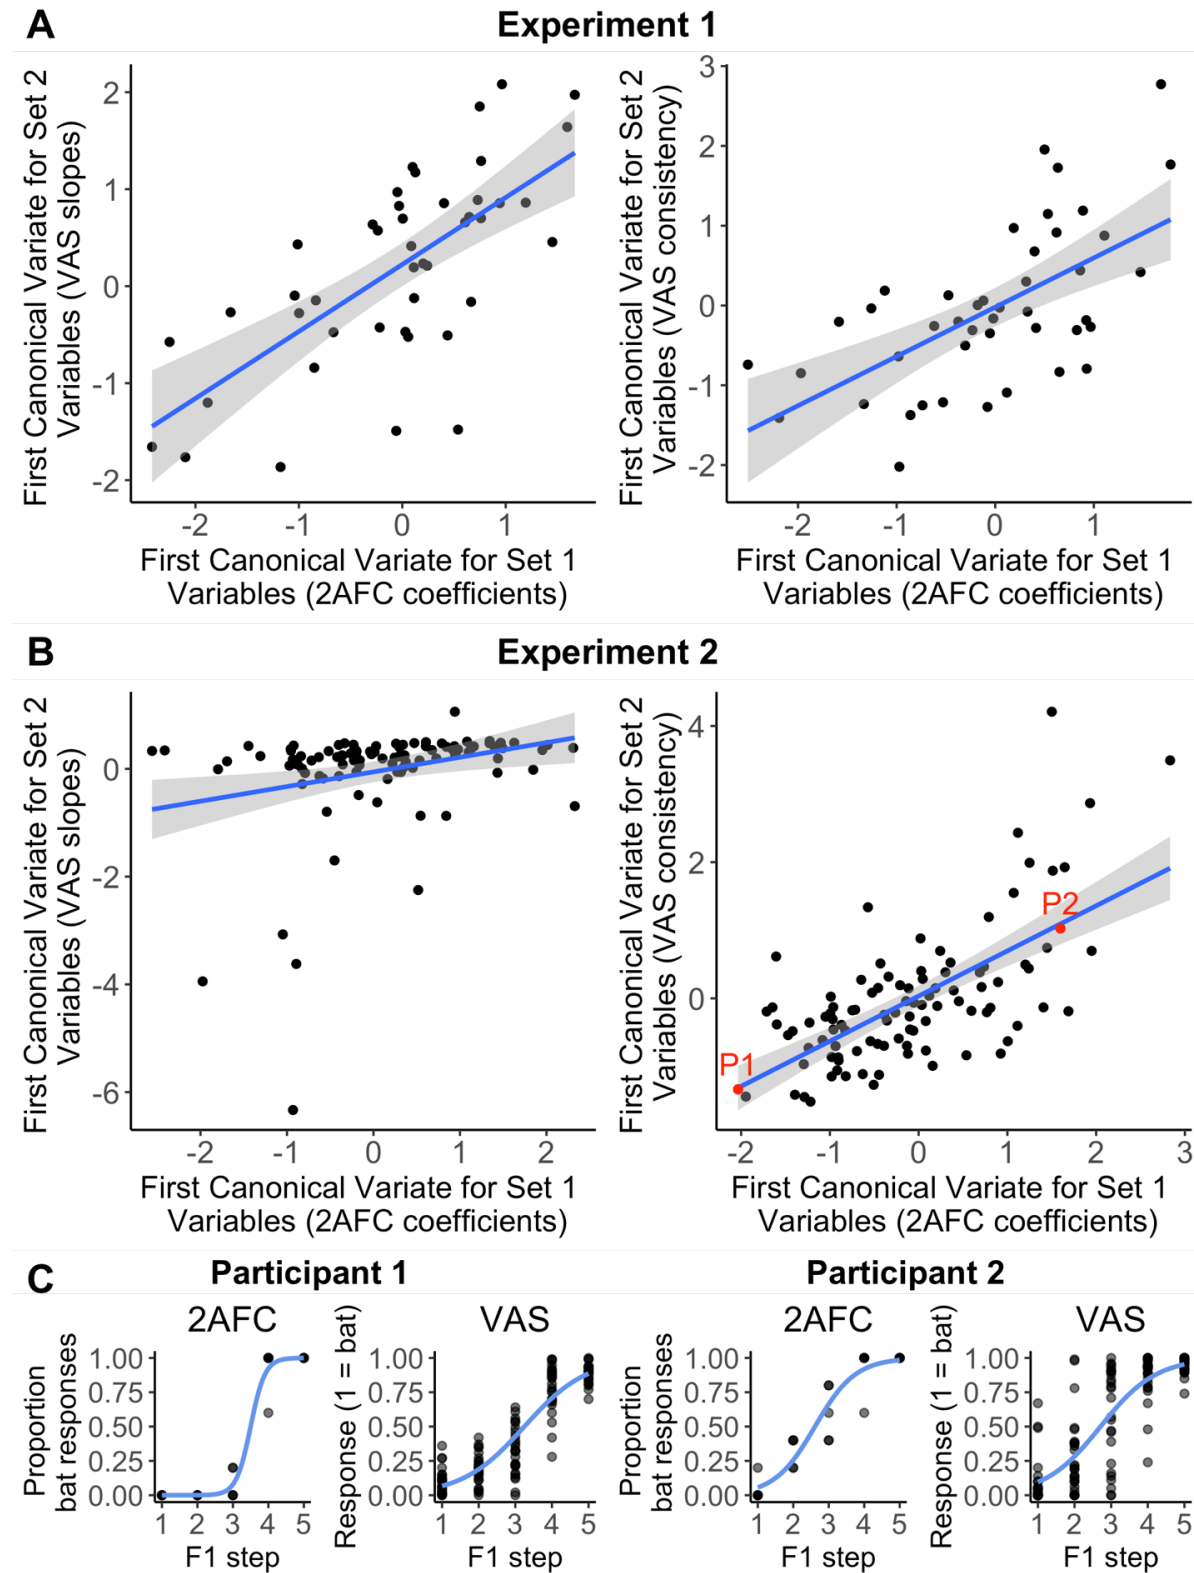 A
Experiment 1
First Canonical Variate for Set 2
Variables (VAS slopes)
2
1
0
-1
-2
-2 -1 0 1
First Canonical Variate for Set 1
Variables (2AFC coefficients)
First Canonical Variate for Set 2
Variables (VAS consistency)
3
2
1
0
-1
-2
-2 -1 0 1
First Canonical Variate for Set 1
Variables (2AFC coefficients)
B
Experiment 2
First Canonical Variate for Set 2
Variables (VAS slopes)
0
-2
-4
-6
-2 -1 0 1 2
First Canonical Variate for Set 1
Variables (2AFC coefficients)
First Canonical Variate for Set 2
Variables (VAS consistency)
4
2
0
P2
P1
-2 -1 0 1 2 3
First Canonical Variate for Set 1
Variables (2AFC coefficients)
C
Participant 1
2AFC
Proportion
bat responses
1.00
0.75
0.50
0.25
0.00
1 2 3 4 5
F1 step
VAS
Response (1 = bat)
1.00
0.75
0.50
0.25
0.00
1 2 3 4 5
F1 step
Participant 2
2AFC
Proportion
bat responses
1.00
0.75
0.50
0.25
0.00
1 2 3 4 5
F1 step
VAS
Response (1 = bat)
1.00
0.75
0.50
0.25
0.00
1 2 3 4 5
F1 step